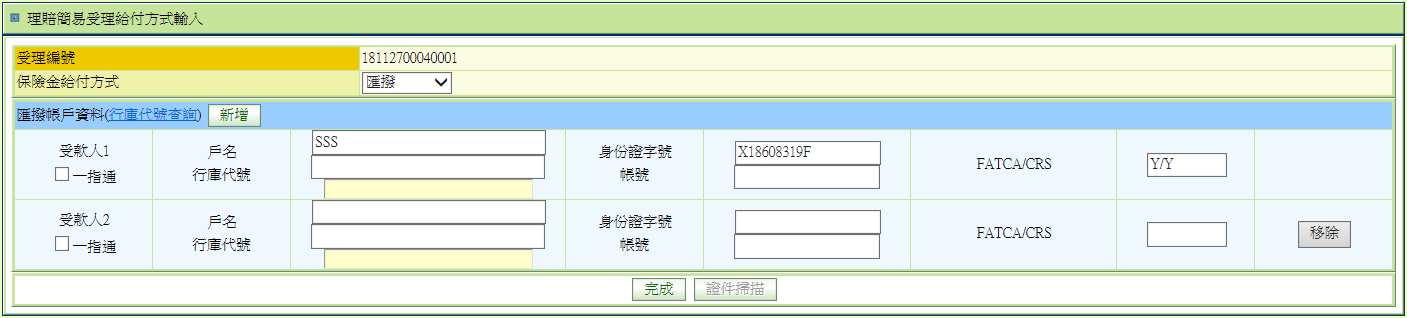 理賠簡易受理給付方式輸入
受理編號 18112700040001
保險金給付方式 匯撥
匯撥帳戶資料(行庫代號查詢) 新增
受款人1 戶名 SSS 身份證字號 X18608319F FATCA/CRS Y/Y
一指通 行庫代號 帳號
受款人2 戶名 身份證字號 FATCA/CRS 移除
一指通 行庫代號 帳號
完成 證件掃描